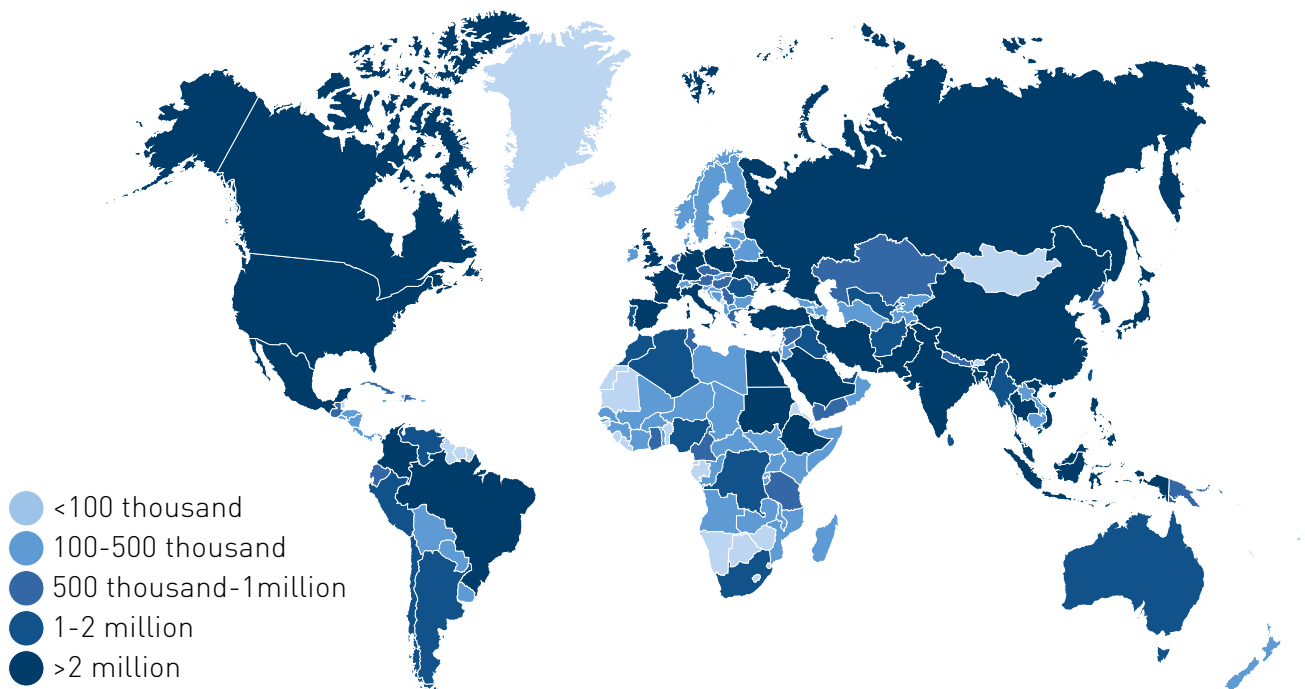 <100 thousand
100-500 thousand
500 thousand-1million
1-2 million
>2 million